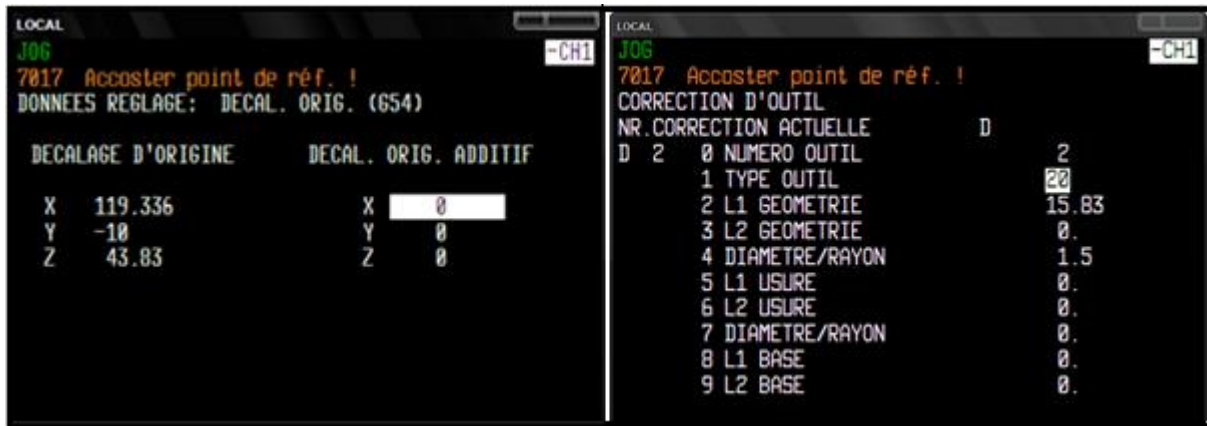 LOCAL
JOG
-CH1
7017 Accoster point de réf. !
DONNEES REGLAGE: DECAL. ORIG. (G54)
DECALAGE D'ORIGINE DECAL. ORIG. ADDITIF
X 119.336 X 0
Y -10 Y 0
Z 43.83 Z 0
LOCAL
JOG
-CH1
7017 Accoster point de réf. !
CORRECTION D'OUTIL
NR.CORRECTION ACTUELLE D
D 2 0 NUMERO OUTIL 2
1 TYPE OUTIL 20
2 L1 GEOMETRIE 15.83
3 L2 GEOMETRIE 0.
4 DIAMETRE/RAYON 1.5
5 L1 USURE 0.
6 L2 USURE 0.
7 DIAMETRE/RAYON 0.
8 L1 BASE 0.
9 L2 BASE 0.